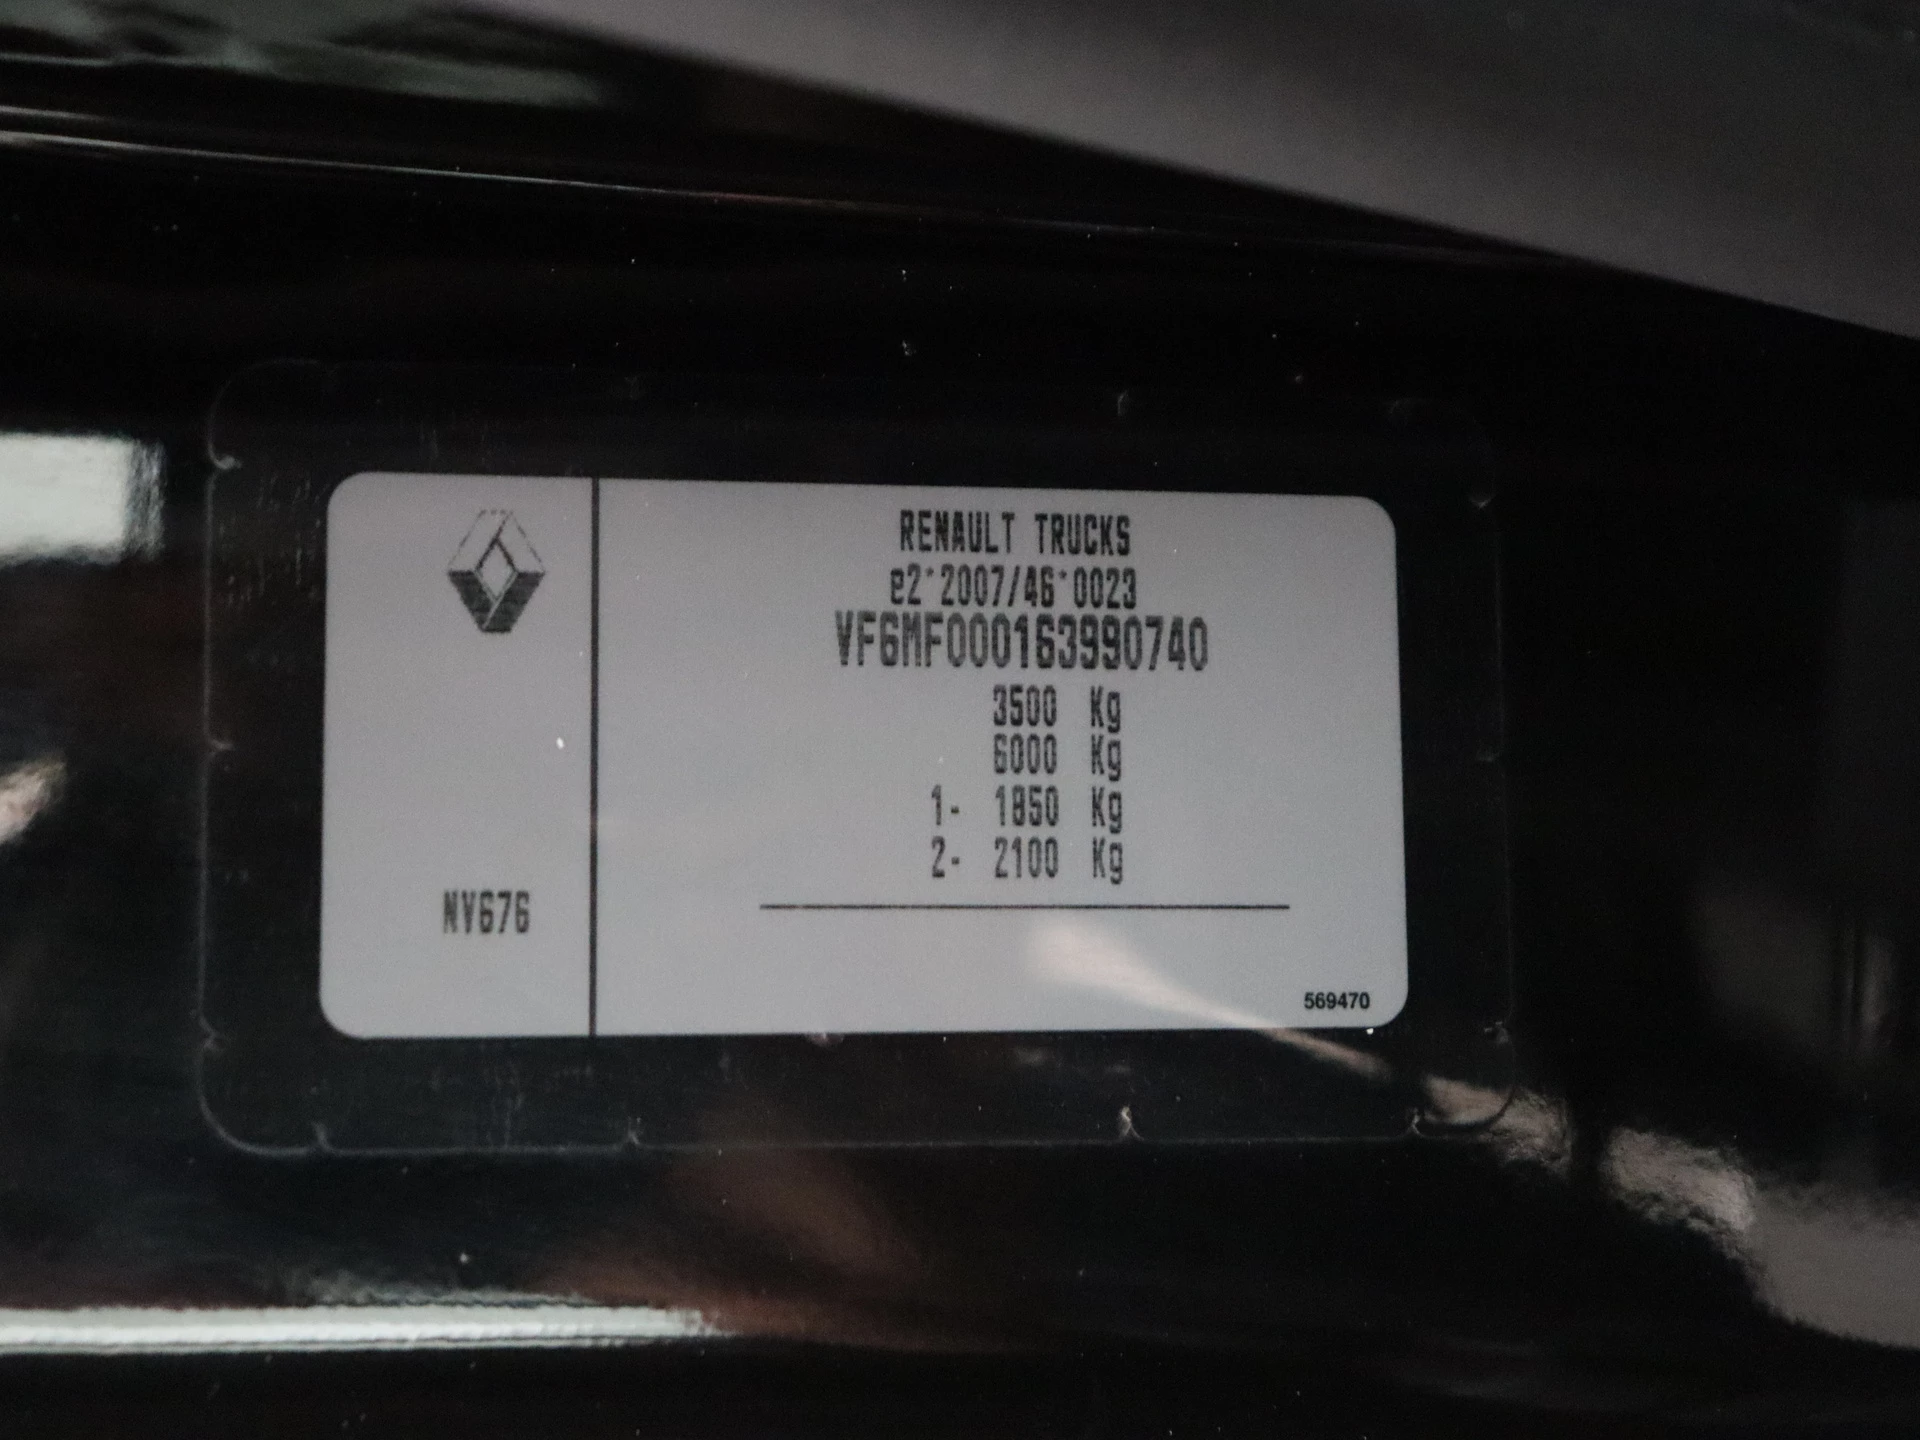 RENAULT TRUCKS
e2*2007/46*0023
VF6MF000163990740
3500 Kg
6000 Kg
1- 1850 Kg
2- 2100 Kg
NV676
569470